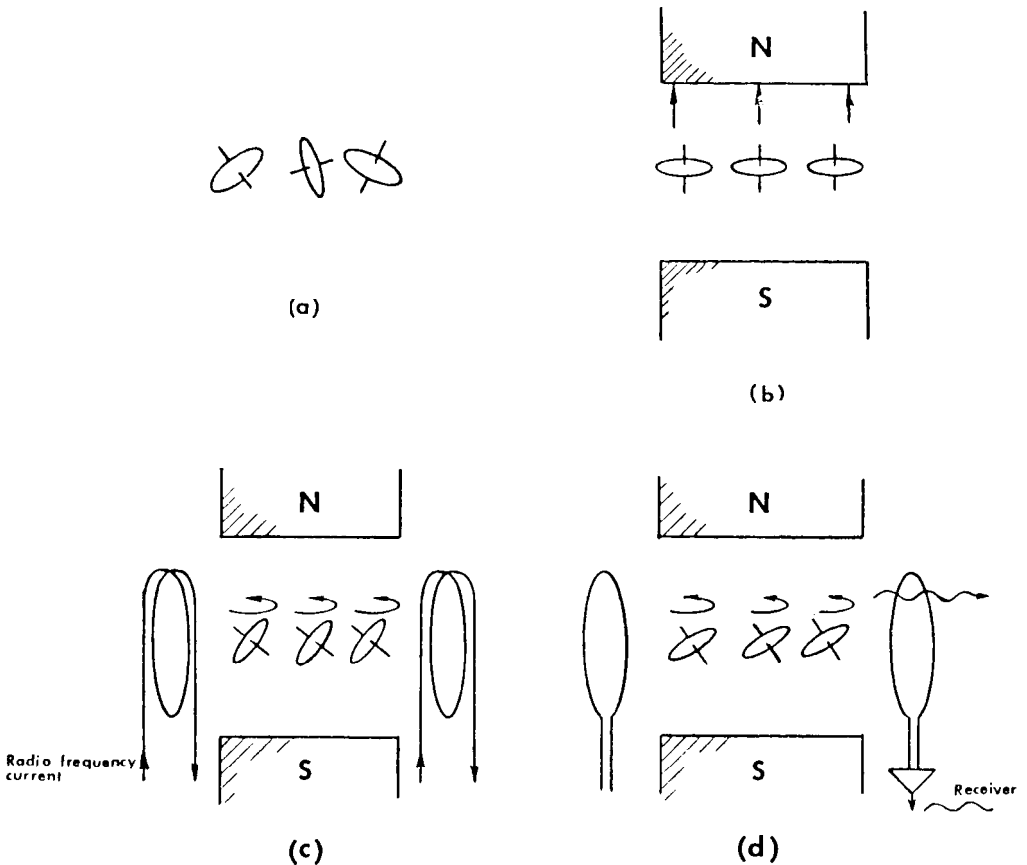 N
(a)
S
(b)
N
N
Radio frequency
current
S
S
Receiver
(c)
(d)